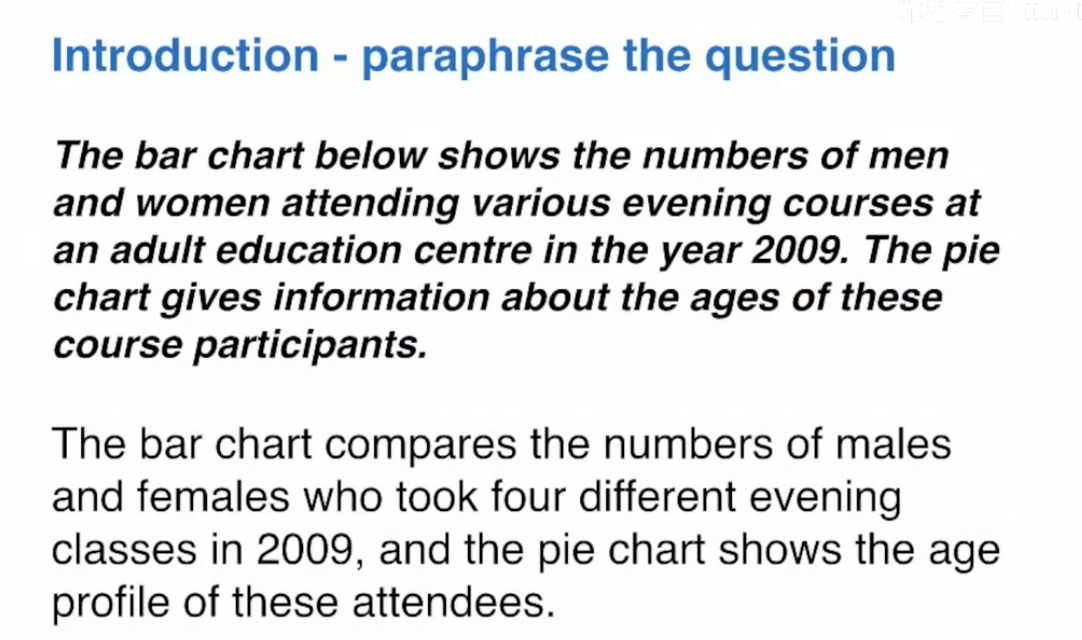 Introduction - paraphrase the question
The bar chart below shows the numbers of men
and women attending various evening courses at
an adult education centre in the year 2009. The pie
chart gives information about the ages of these
course participants.
The bar chart compares the numbers of males
and females who took four different evening
classes in 2009, and the pie chart shows the age
profile of these attendees.